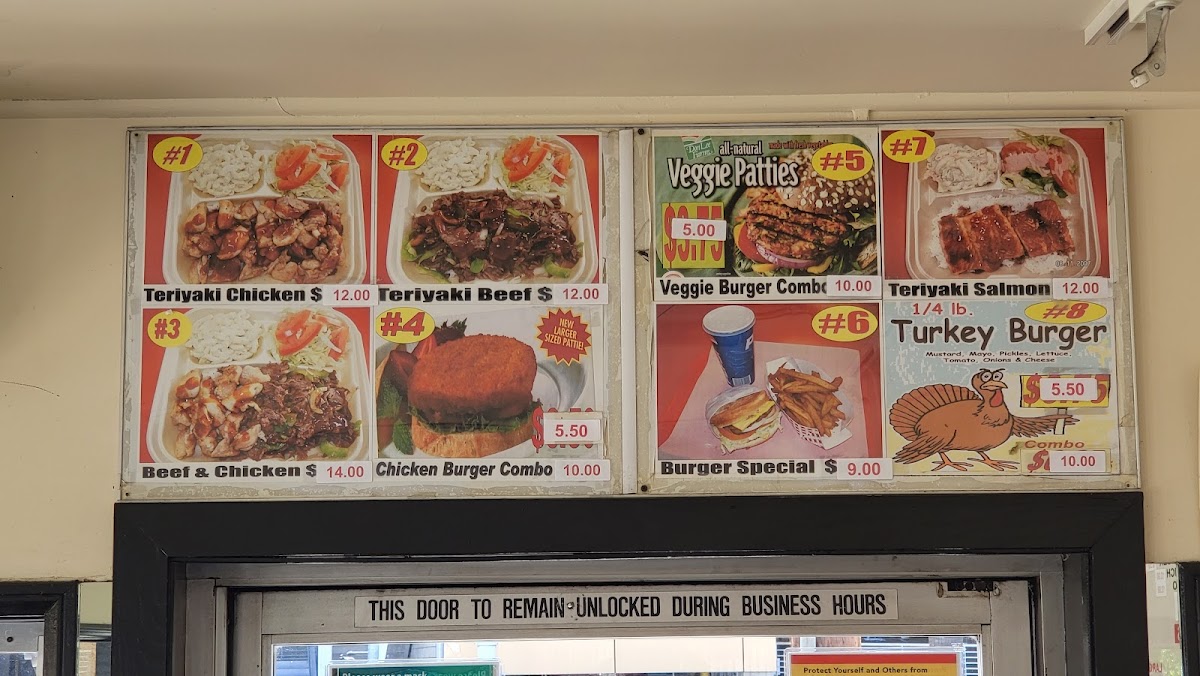 #1
Teriyaki Chicken $ 12.00
#2
Teriyaki Beef $ 12.00
#3
Beef & Chicken $ 14.00
#4
NEW
LARGER
SIZED PATTIE!
5.50
Chicken Burger Combo 10.00
all-natural
Veggie Patties
#5
5.00
Veggie Burger Combo 10.00
#6
Burger Special $ 9.00
#7
Teriyaki Salmon 12.00
1/4 lb. #8
Turkey Burger
Mustard, Mayo, Pickles, Lettuce,
Tomato, Onions & Cheese
5.50
Combo
10.00
THIS DOOR TO REMAIN UNLOCKED DURING BUSINESS HOURS
Protect Yourself and Others from